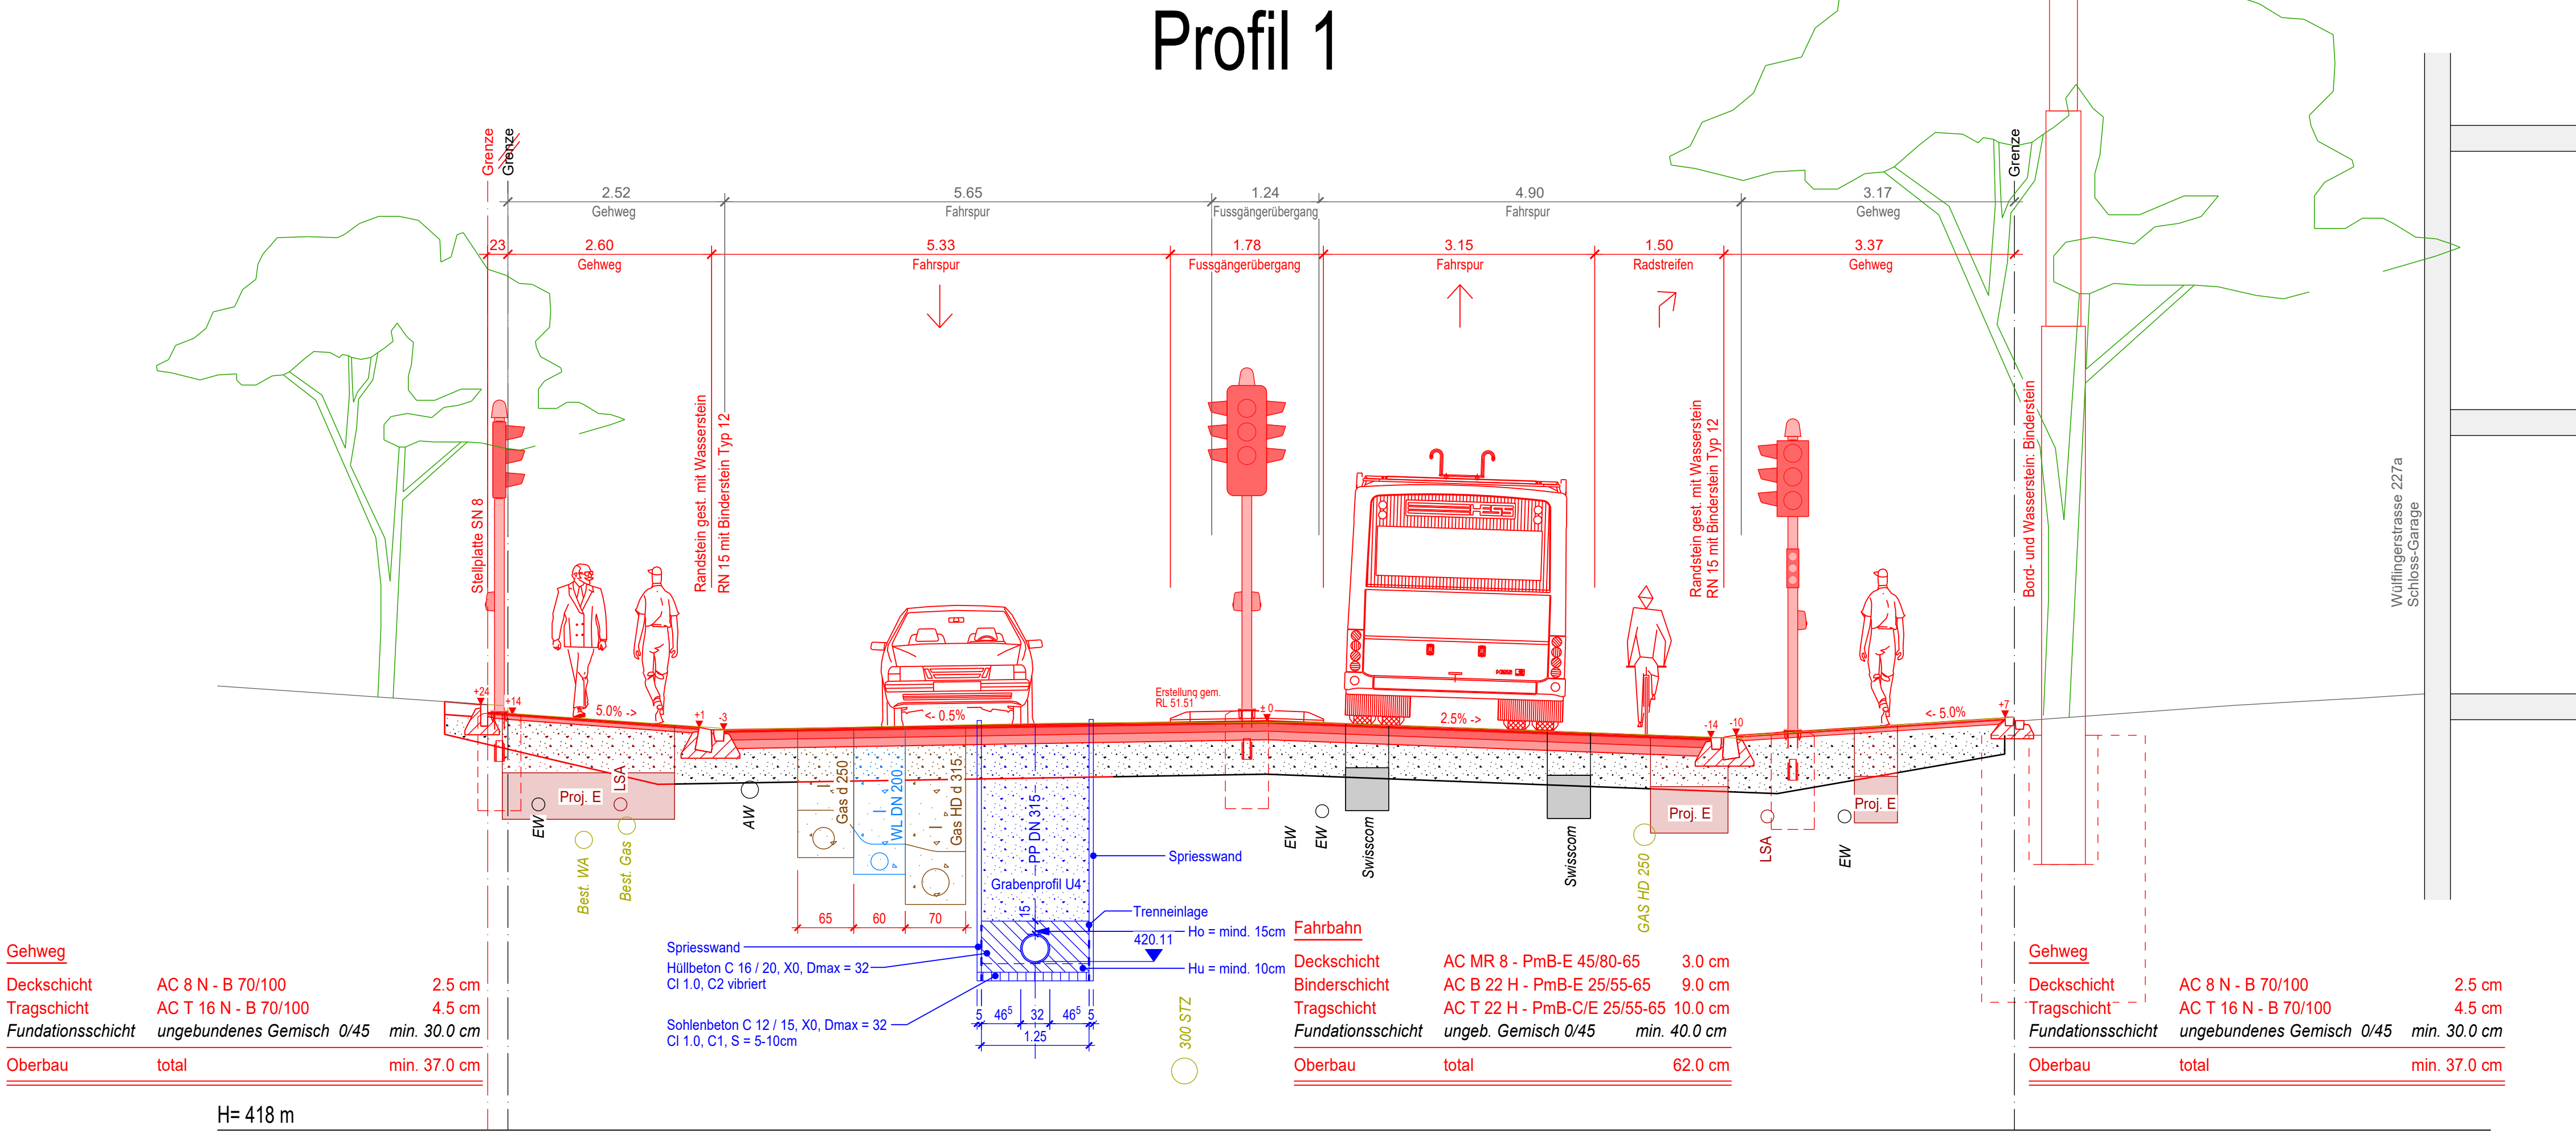 Profil 1
Grenze
Grenze
Grenze
2.52
5.65
1.24
4.90
3.17
Gehweg
Fahrspur
Fussgängerübergang
Fahrspur
Gehweg
23
2.60
5.33
1.78
3.15
1.50
3.37
Gehweg
Fahrspur
Fussgängerübergang
Fahrspur
Radstreifen
Gehweg
Stellplatte SN 8
Randstein gest. mit Wasserstein
RN 15 mit Binderstein Typ 12
Randstein gest. mit Wasserstein
RN 15 mit Binderstein Typ 12
Bord- und Wasserstein: Binderstein
Wülflingerstrasse 227a
Schloss-Garage
HESS
HESS
+24
+14
5.0% ->
+1
-3
<- 0.5%
Erstellung gem.
RL 51.51
± 0
2.5% ->
-14
-10
<- 5.0%
+7
Proj. E
LSA
EW
Best. WA
Best. Gas
AW
Gas d 250
WL DN 200
Gas HD d 315
PP DN 315
Grabenprofil U4
15
Spriesswand
Trenneinlage
Ho = mind. 15cm
420.11
Hu = mind. 10cm
EW
EW
Swisscom
Swisscom
GAS HD 250
Proj. E
LSA
EW
Proj. E
65
60
70
Spriesswand
Hüllbeton C 16 / 20, X0, Dmax = 32
Cl 1.0, C2 vibriert
Sohlenbeton C 12 / 15, X0, Dmax = 32
Cl 1.0, C1, S = 5-10cm
5
46⁵
32
46⁵
5
1.25
300 STZ
Gehweg
Deckschicht AC 8 N - B 70/100 2.5 cm
Tragschicht AC T 16 N - B 70/100 4.5 cm
Fundationsschicht ungebundenes Gemisch 0/45 min. 30.0 cm
Oberbau total min. 37.0 cm
Fahrbahn
Deckschicht AC MR 8 - PmB-E 45/80-65 3.0 cm
Binderschicht AC B 22 H - PmB-E 25/55-65 9.0 cm
Tragschicht AC T 22 H - PmB-C/E 25/55-65 10.0 cm
Fundationsschicht ungeb. Gemisch 0/45 min. 40.0 cm
Oberbau total 62.0 cm
Gehweg
Deckschicht AC 8 N - B 70/100 2.5 cm
Tragschicht AC T 16 N - B 70/100 4.5 cm
Fundationsschicht ungebundenes Gemisch 0/45 min. 30.0 cm
Oberbau total min. 37.0 cm
H= 418 m